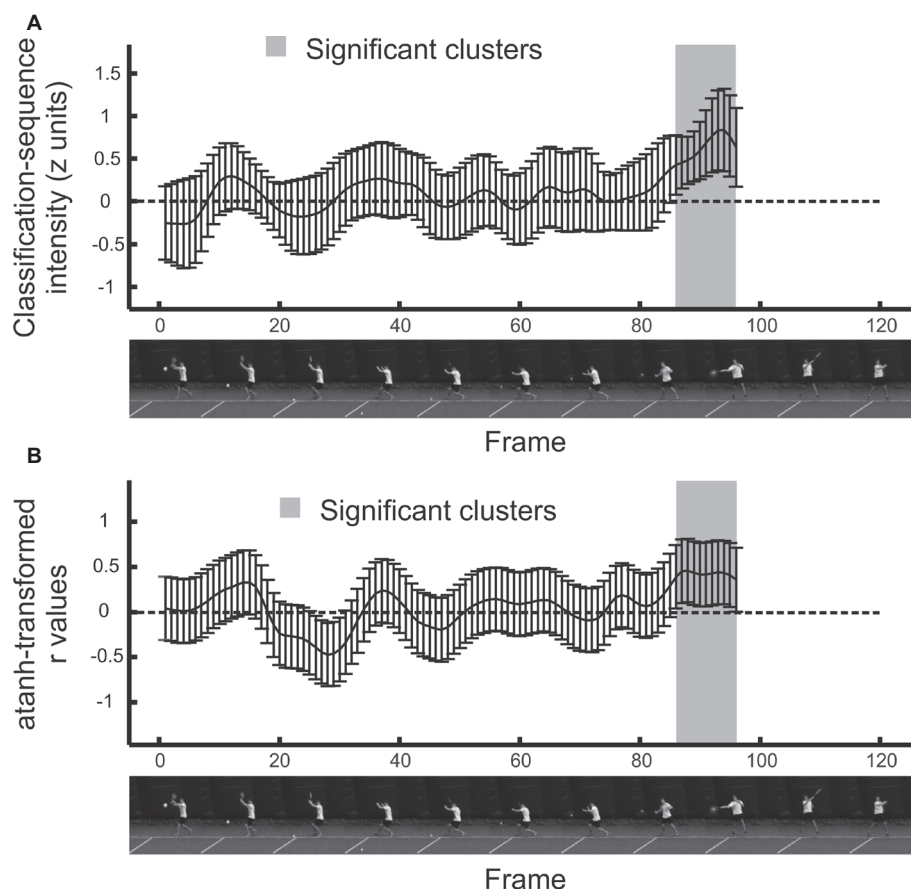 A
Significant clusters
Classification-sequence
intensity (z units)
1.5
1
0.5
0
-0.5
-1
0 20 40 60 80 100 120
Frame
B
Significant clusters
atanh-transformed
r values
1
0.5
0
-0.5
-1
0 20 40 60 80 100 120
Frame